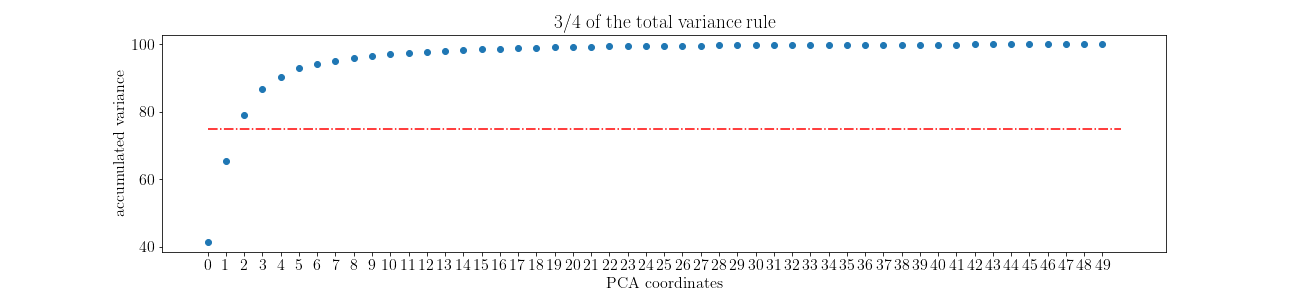 3/4 of the total variance rule
accumulated variance
100
80
60
40
0 1 2 3 4 5 6 7 8 9 10 11 12 13 14 15 16 17 18 19 20 21 22 23 24 25 26 27 28 29 30 31 32 33 34 35 36 37 38 39 40 41 42 43 44 45 46 47 48 49
PCA coordinates